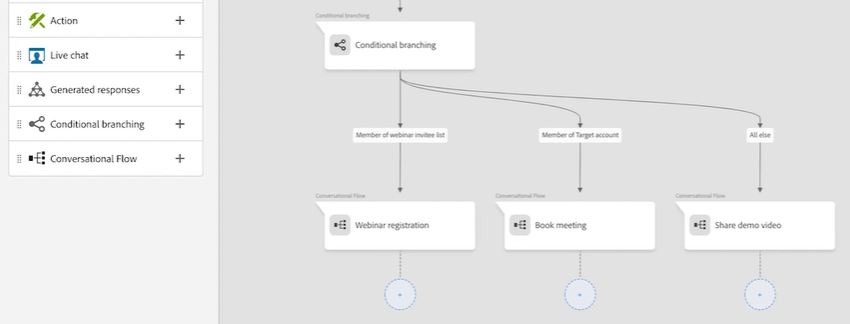 Action
Live chat
Generated responses
Conditional branching
Conversational Flow
Conditional branching
Conditional branching
Member of webinar invitee list
Member of Target account
All else
Conversational Flow
Conversational Flow
Conversational Flow
Webinar registration
Book meeting
Share demo video